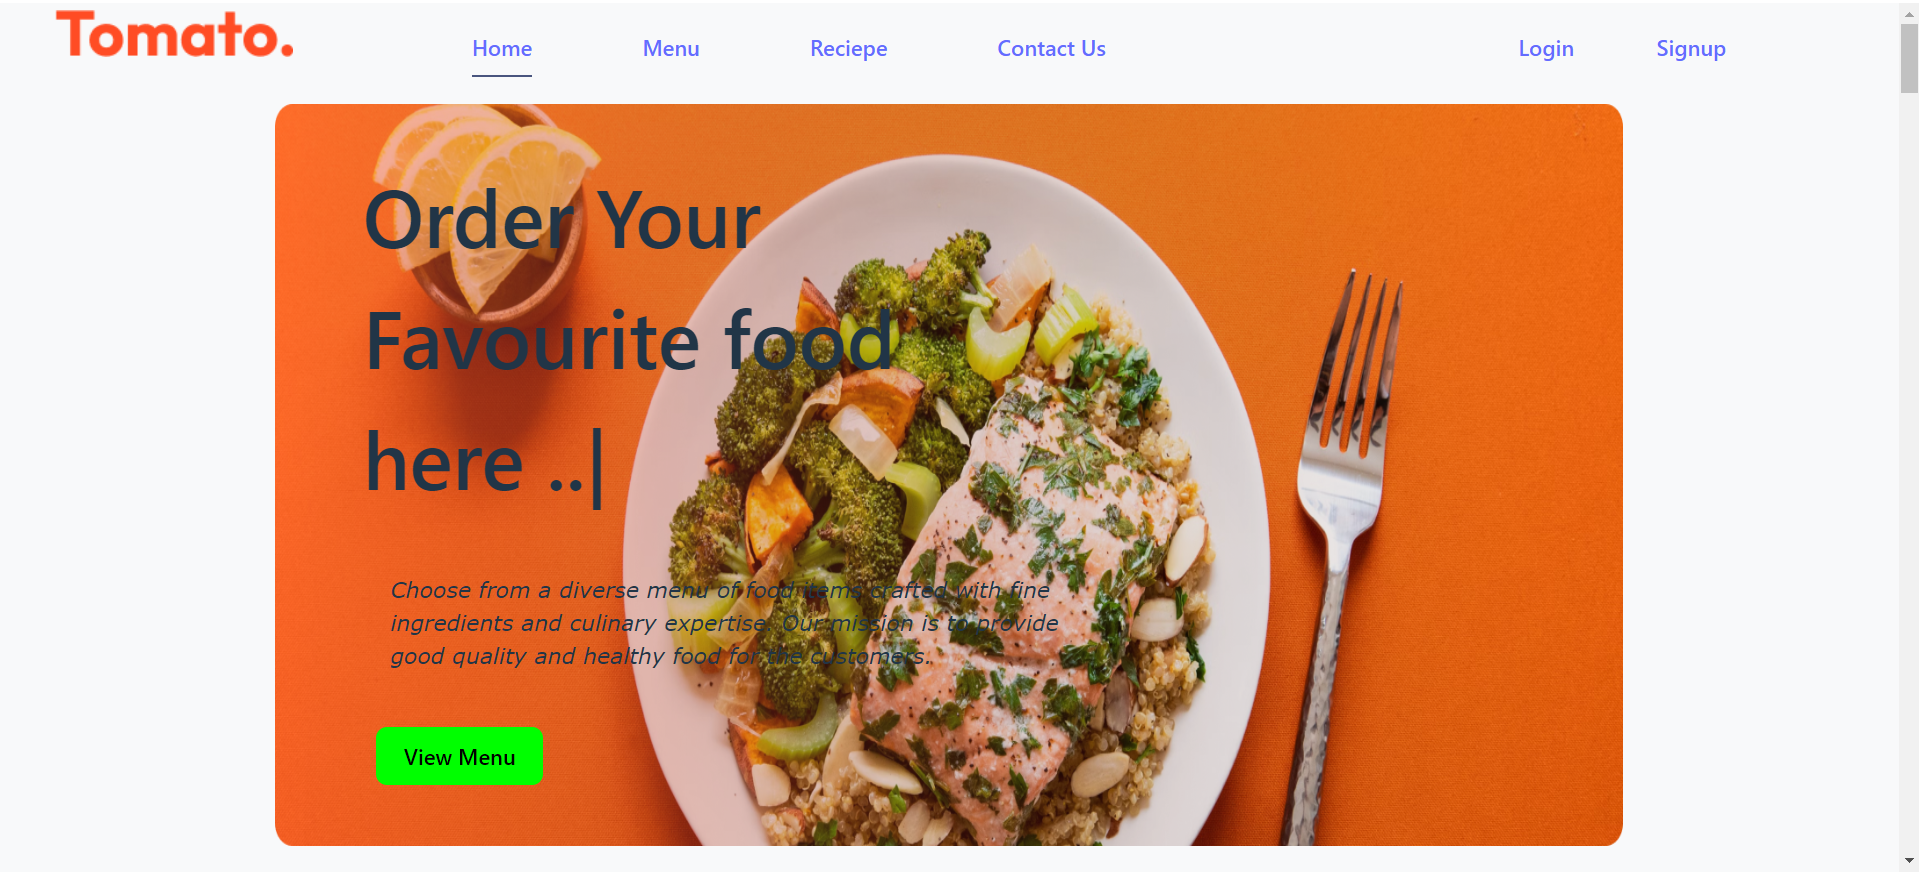 Tomato.
Home
Menu
Reciepe
Contact Us
Login
Signup
Order Your
Favourite food
here ..|
Choose from a diverse menu of food items crafted with fine
ingredients and culinary expertise. Our mission is to provide
good quality and healthy food for the customers.
View Menu